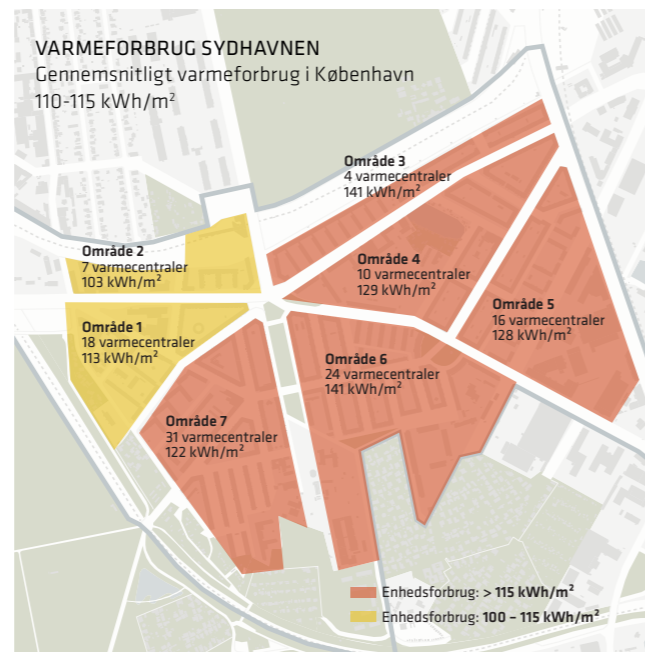 VARMEFORBRUG SYDHAVNEN
Gennemsnitligt varmeforbrug i København
110-115 kWh/m²
Område 3
4 varmecentraler
141 kWh/m²
Område 2
7 varmecentraler
103 kWh/m²
Område 4
10 varmecentraler
129 kWh/m²
Område 1
18 varmecentraler
113 kWh/m²
Område 5
16 varmecentraler
128 kWh/m²
Område 6
24 varmecentraler
141 kWh/m²
Område 7
31 varmecentraler
122 kWh/m²
Enhedsforbrug: > 115 kWh/m²
Enhedsforbrug: 100 – 115 kWh/m²